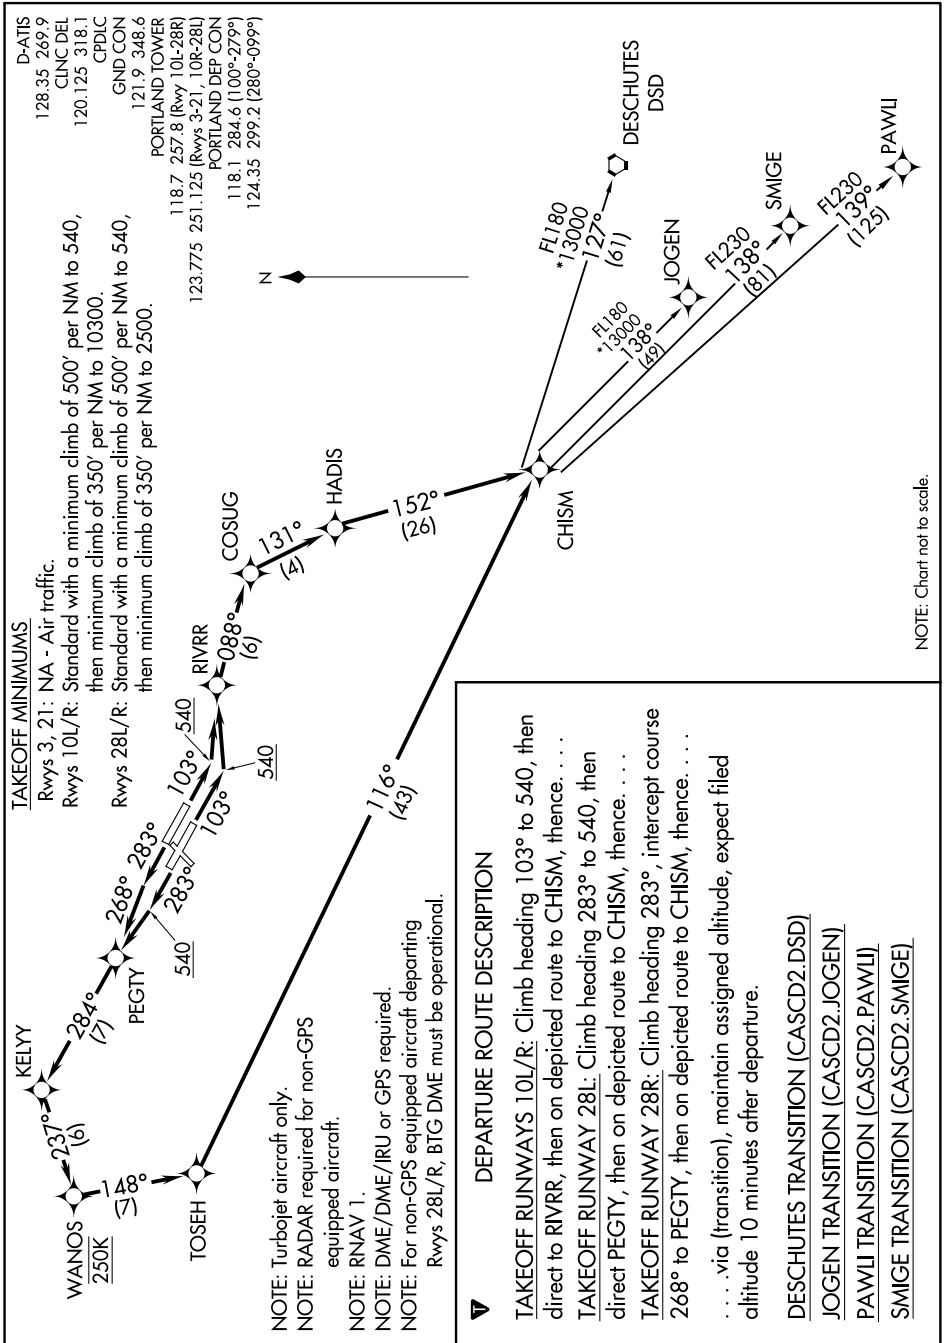 TAKEOFF MINIMUMS
Rwys 3, 21: NA - Air traffic.
Rwys 10L/R: Standard with a minimum climb of 500' per NM to 540,
then minimum climb of 350' per NM to 10300.
Rwys 28L/R: Standard with a minimum climb of 500' per NM to 540,
then minimum climb of 350' per NM to 2500.
D-ATIS
128.35 269.9
CLNC DEL
120.125 318.1
CPDLC
GND CON
121.9 348.6
PORTLAND TOWER
118.7 257.8 (Rwy 10L-28R)
123.775 251.125 (Rwys 3-21, 10R-28L)
PORTLAND DEP CON
118.1 284.6 (100°-279°)
124.35 299.2 (280°-099°)
N
KELYY
237°
(6)
WANOS
250K
148°
(7)
TOSEH
284°
(7)
PEGTY
268°
283°
283°
540
103°
103°
540
540
RIVRR
088°
(6)
COSUG
131°
(4)
HADIS
152°
(26)
116°
(43)
CHISM
FL180
*13000
127°
(61)
DESCHUTES
DSD
FL180
*13000
138°
(49)
JOGEN
FL230
138°
(81)
SMIGE
FL230
139°
(125)
PAWLI
NOTE: Turbojet aircraft only.
NOTE: RADAR required for non-GPS
equipped aircraft.
NOTE: RNAV 1.
NOTE: DME/DME/IRU or GPS required.
NOTE: For non-GPS equipped aircraft departing
Rwys 28L/R, BTG DME must be operational.
NOTE: Chart not to scale.
T
DEPARTURE ROUTE DESCRIPTION
TAKEOFF RUNWAYS 10L/R: Climb heading 103° to 540, then
direct to RIVRR, then on depicted route to CHISM, thence. . . .
TAKEOFF RUNWAY 28L: Climb heading 283° to 540, then
direct PEGTY, then on depicted route to CHISM, thence. . . .
TAKEOFF RUNWAY 28R: Climb heading 283°, intercept course
268° to PEGTY, then on depicted route to CHISM, thence. . . .
. . . .via (transition), maintain assigned altitude, expect filed
altitude 10 minutes after departure.
DESCHUTES TRANSITION (CASCD2.DSD)
JOGEN TRANSITION (CASCD2.JOGEN)
PAWLI TRANSITION (CASCD2.PAWLI)
SMIGE TRANSITION (CASCD2.SMIGE)